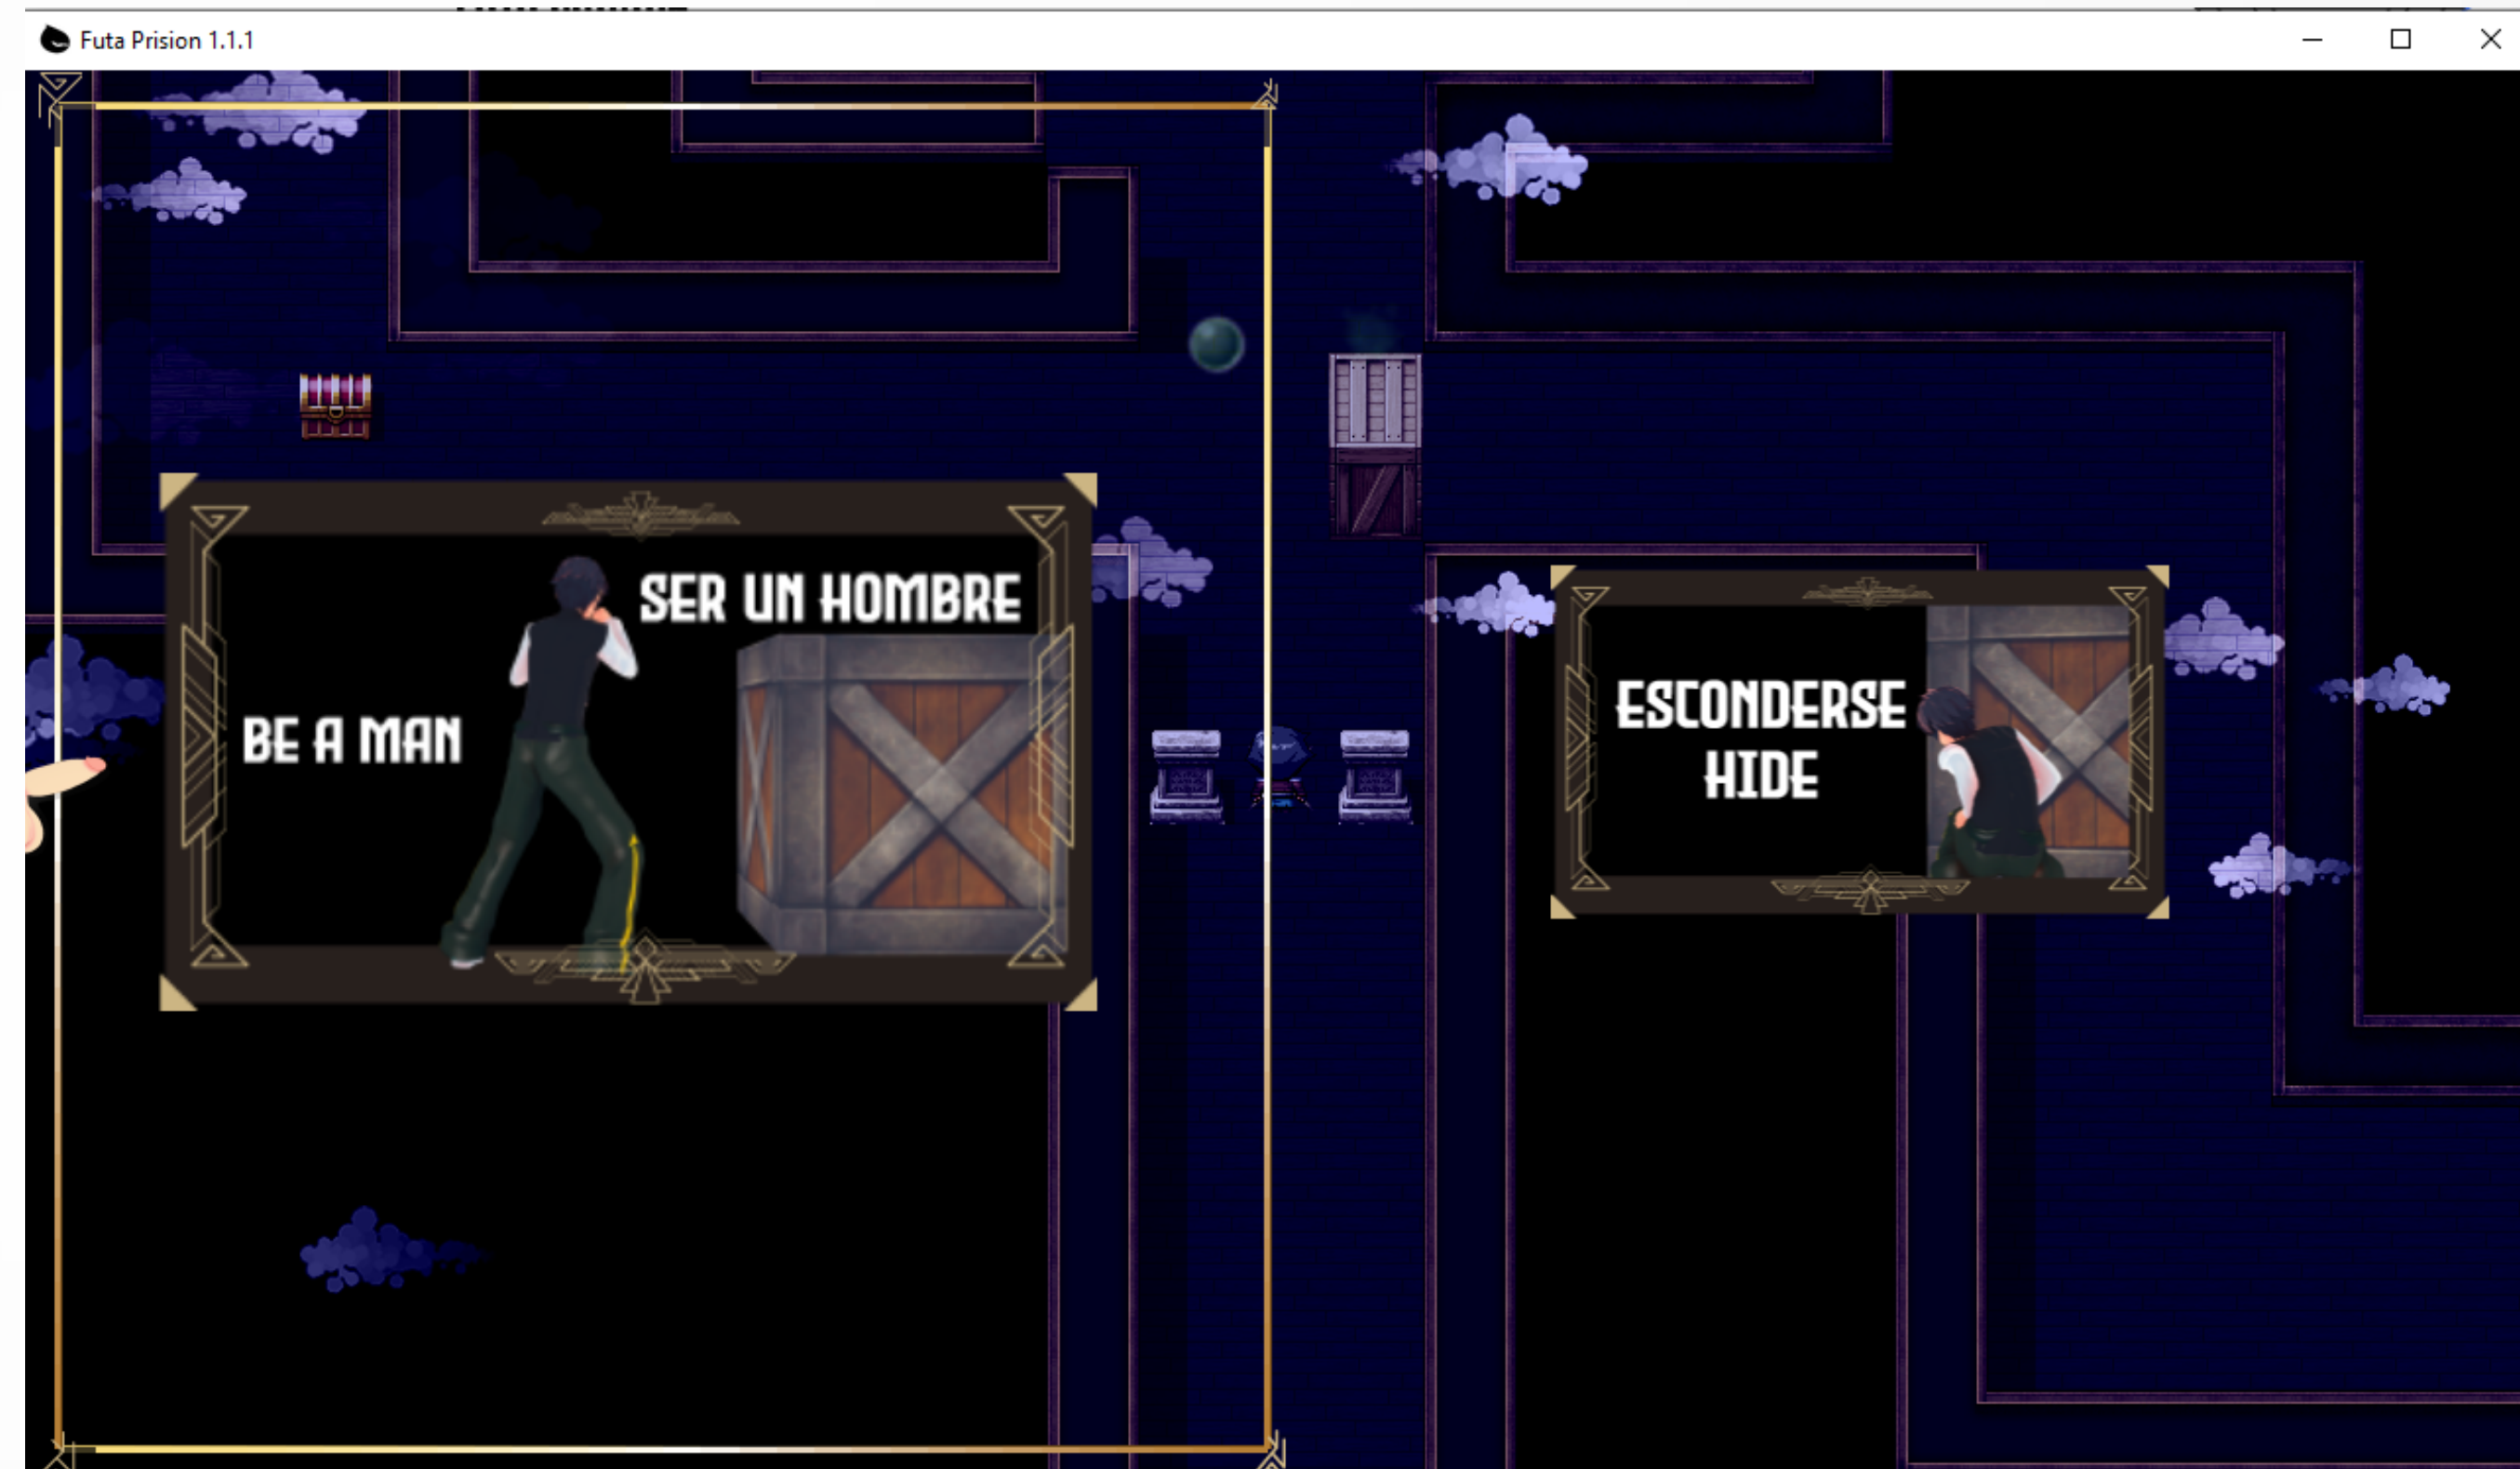 Futa Prision 1.1.1
SER UN HOMBRE
BE A MAN
ESCONDERSE
HIDE